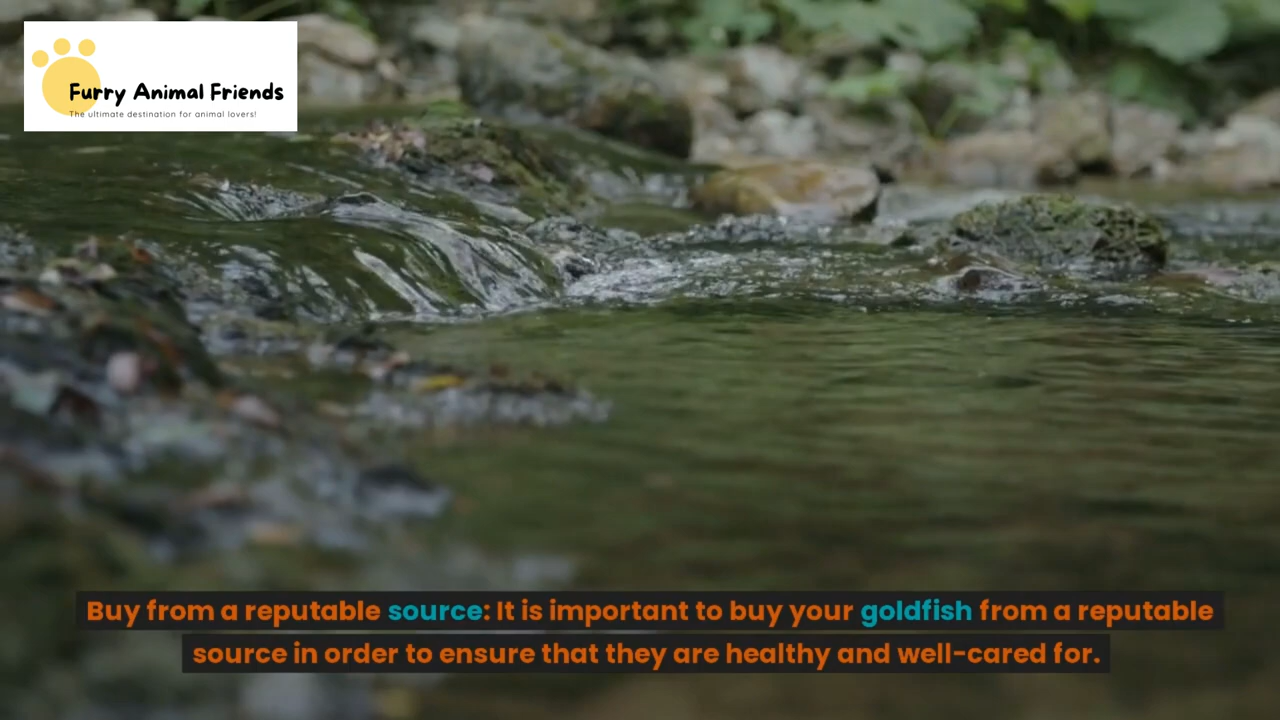 Furry Animal Friends
The ultimate destination for animal lovers!
Buy from a reputable source: It is important to buy your goldfish from a reputable
source in order to ensure that they are healthy and well-cared for.